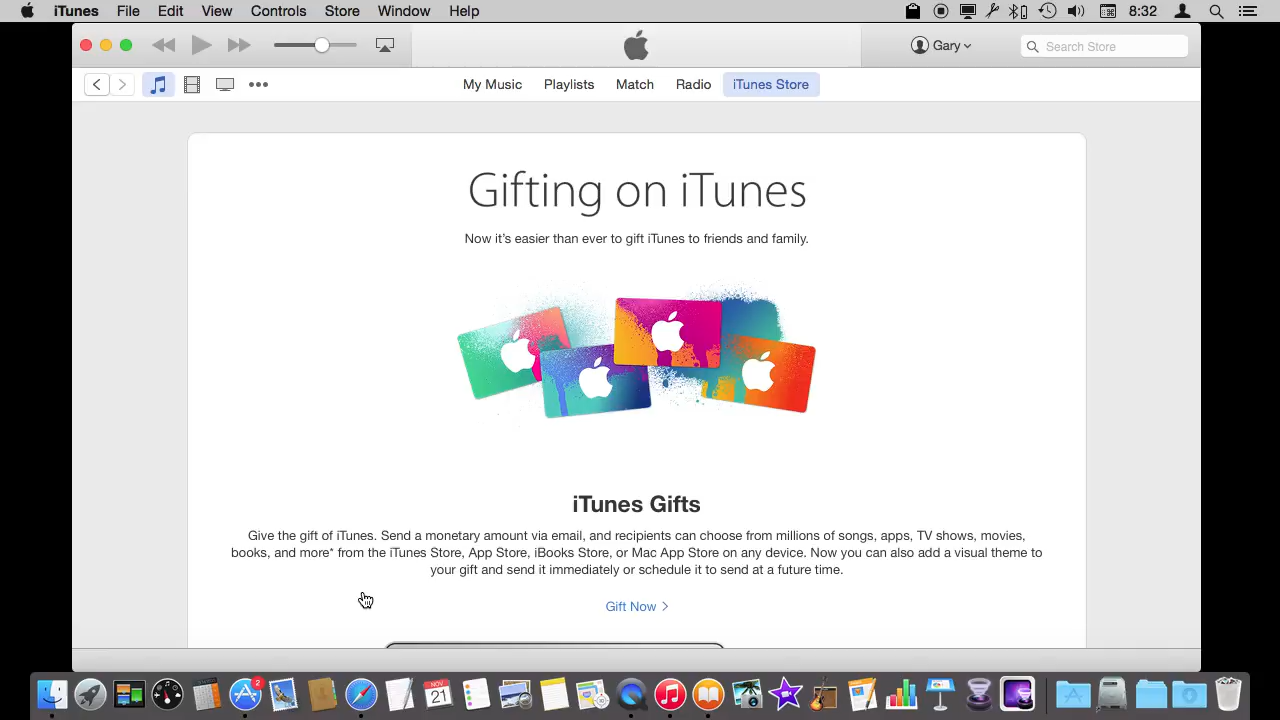 iTunes File Edit View Controls Store Window Help 8:32
Gary Search Store
My Music Playlists Match Radio iTunes Store
Gifting on iTunes
Now it's easier than ever to gift iTunes to friends and family.
iTunes Gifts
Give the gift of iTunes. Send a monetary amount via email, and recipients can choose from millions of songs, apps, TV shows, movies,
books, and more* from the iTunes Store, App Store, iBooks Store, or Mac App Store on any device. Now you can also add a visual theme to
your gift and send it immediately or schedule it to send at a future time.
Gift Now
2
NOV
21